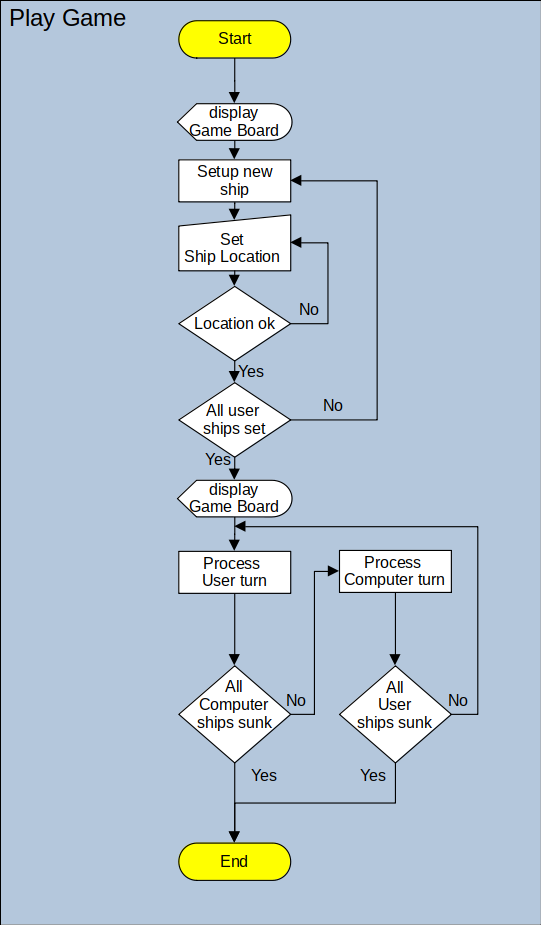 Play Game
Start
display
Game Board
Setup new
ship
Set
Ship Location
No
Location ok
Yes
No
All user
ships set
Yes
display
Game Board
Process
User turn
Process
Computer turn
All
Computer
ships sunk
No
All
User
ships sunk
No
Yes
Yes
End